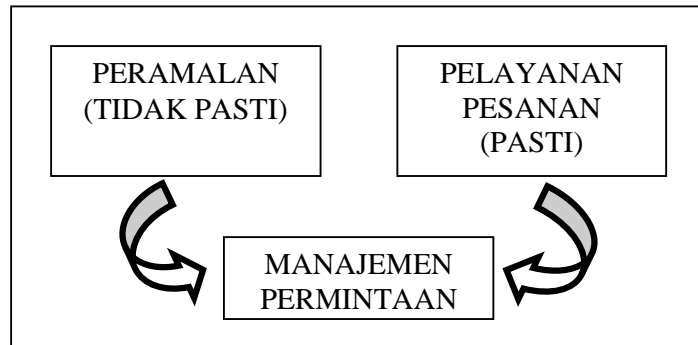 PERAMALAN
(TIDAK PASTI)
PELAYANAN
PESANAN
(PASTI)
MANAJEMEN
PERMINTAAN